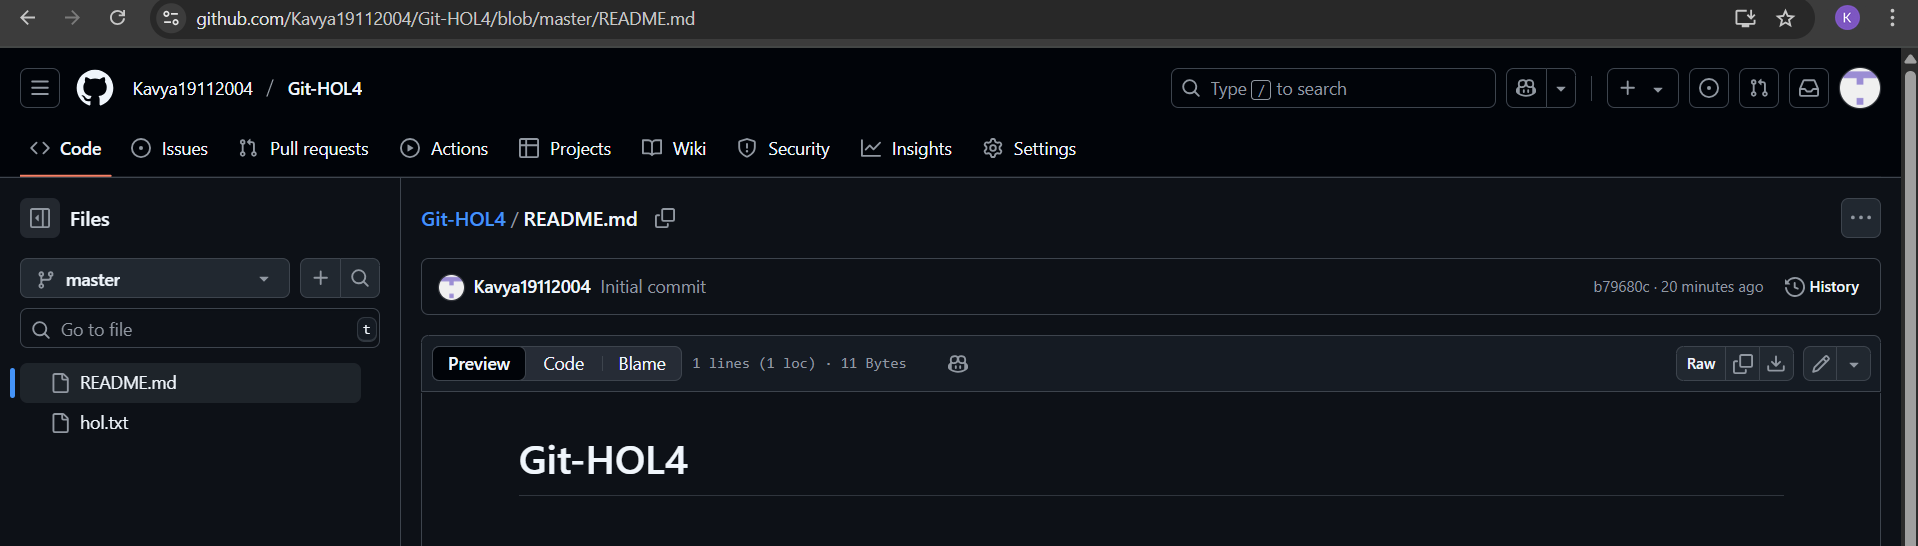 github.com/Kavya19112004/Git-HOL4/blob/master/README.md
K
Kavya19112004 / Git-HOL4
Type / to search
Code Issues Pull requests Actions Projects Wiki Security Insights Settings
Files
Git-HOL4 / README.md
master
Kavya19112004 Initial commit b79680c · 20 minutes ago History
Go to file t
Preview Code Blame 1 lines (1 loc) · 11 Bytes Raw
README.md
hol.txt
Git-HOL4